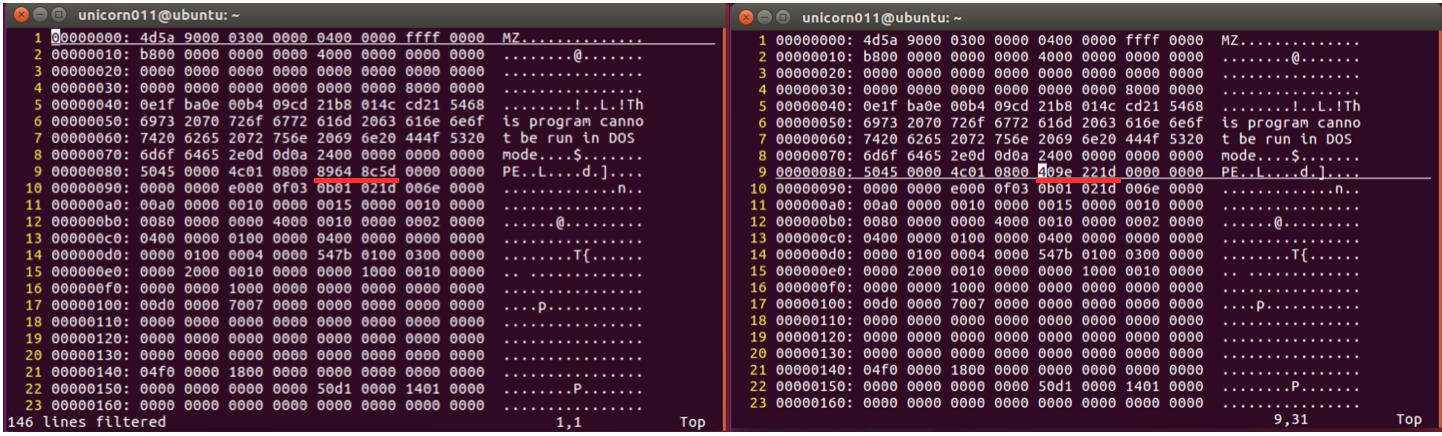 unicorn011@ubuntu: ~
1 00000000: 4d5a 9000 0300 0000 0400 0000 ffff 0000 MZ..............
2 00000010: b800 0000 0000 0000 4000 0000 0000 0000 ........@.......
3 00000020: 0000 0000 0000 0000 0000 0000 0000 0000 ................
4 00000030: 0000 0000 0000 0000 0000 0000 8000 0000 ................
5 00000040: 0e1f ba0e 00b4 09cd 21b8 014c cd21 5468 ........!..L.!Th
6 00000050: 6973 2070 726f 6772 616d 2063 616e 6e6f is program canno
7 00000060: 7420 6265 2072 756e 2069 6e20 444f 5320 t be run in DOS
8 00000070: 6d6f 6465 2e0d 0d0a 2400 0000 0000 0000 mode....$.......
9 00000080: 5045 0000 4c01 0800 8964 8c5d 0000 0000 PE..L....d.]....
10 00000090: 0000 0000 e000 0f03 0b01 021d 006e 0000 .............n..
11 000000a0: 00a0 0000 0010 0000 0015 0000 0010 0000 ................
12 000000b0: 0080 0000 0000 4000 0010 0000 0002 0000 ......@.........
13 000000c0: 0400 0000 0100 0000 0400 0000 0000 0000 ................
14 000000d0: 0000 0100 0004 0000 547b 0100 0300 0000 ........T{......
15 000000e0: 0000 2000 0010 0000 0000 1000 0010 0000 .. .............
16 000000f0: 0000 0000 1000 0000 0000 0000 0000 0000 ................
17 00000100: 00d0 0000 7007 0000 0000 0000 0000 0000 ....p...........
18 00000110: 0000 0000 0000 0000 0000 0000 0000 0000 ................
19 00000120: 0000 0000 0000 0000 0000 0000 0000 0000 ................
20 00000130: 0000 0000 0000 0000 0000 0000 0000 0000 ................
21 00000140: 04f0 0000 1800 0000 0000 0000 0000 0000 ................
22 00000150: 0000 0000 0000 0000 50d1 0000 1401 0000 ........P.......
23 00000160: 0000 0000 0000 0000 0000 0000 0000 0000 ................
146 lines filtered 1,1 Top
unicorn011@ubuntu: ~
1 00000000: 4d5a 9000 0300 0000 0400 0000 ffff 0000 MZ..............
2 00000010: b800 0000 0000 0000 4000 0000 0000 0000 ........@.......
3 00000020: 0000 0000 0000 0000 0000 0000 0000 0000 ................
4 00000030: 0000 0000 0000 0000 0000 0000 8000 0000 ................
5 00000040: 0e1f ba0e 00b4 09cd 21b8 014c cd21 5468 ........!..L.!Th
6 00000050: 6973 2070 726f 6772 616d 2063 616e 6e6f is program canno
7 00000060: 7420 6265 2072 756e 2069 6e20 444f 5320 t be run in DOS
8 00000070: 6d6f 6465 2e0d 0d0a 2400 0000 0000 0000 mode....$.......
9 00000080: 5045 0000 4c01 0800 409e 221d 0000 0000 PE..L....d.]....
10 00000090: 0000 0000 e000 0f03 0b01 021d 006e 0000 .............n..
11 000000a0: 00a0 0000 0010 0000 0015 0000 0010 0000 ................
12 000000b0: 0080 0000 0000 4000 0010 0000 0002 0000 ......@.........
13 000000c0: 0400 0000 0100 0000 0400 0000 0000 0000 ................
14 000000d0: 0000 0100 0004 0000 547b 0100 0300 0000 ........T{......
15 000000e0: 0000 2000 0010 0000 0000 1000 0010 0000 .. .............
16 000000f0: 0000 0000 1000 0000 0000 0000 0000 0000 ................
17 00000100: 00d0 0000 7007 0000 0000 0000 0000 0000 ....p...........
18 00000110: 0000 0000 0000 0000 0000 0000 0000 0000 ................
19 00000120: 0000 0000 0000 0000 0000 0000 0000 0000 ................
20 00000130: 0000 0000 0000 0000 0000 0000 0000 0000 ................
21 00000140: 04f0 0000 1800 0000 0000 0000 0000 0000 ................
22 00000150: 0000 0000 0000 0000 50d1 0000 1401 0000 ........P.......
23 00000160: 0000 0000 0000 0000 0000 0000 0000 0000 ................
9,31 Top